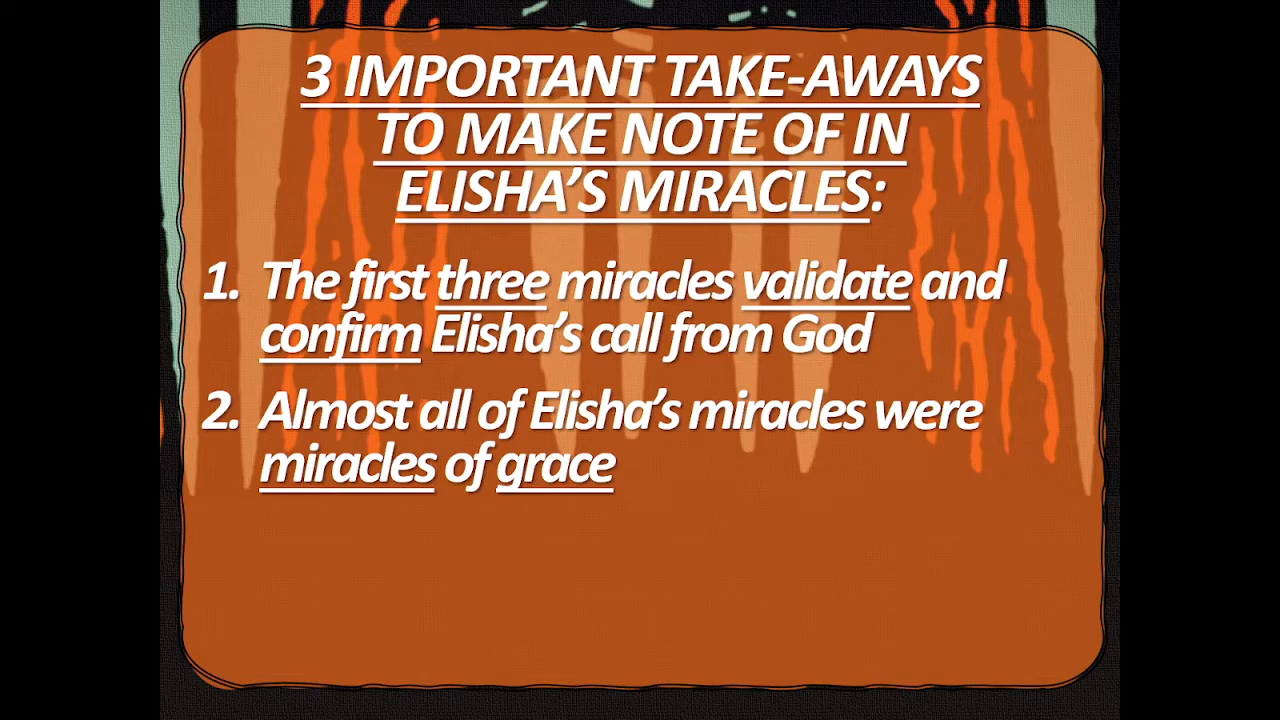 3 IMPORTANT TAKE-AWAYS
TO MAKE NOTE OF IN
ELISHA’S MIRACLES:
1. The first three miracles validate and
confirm Elisha’s call from God
2. Almost all of Elisha’s miracles were
miracles of grace